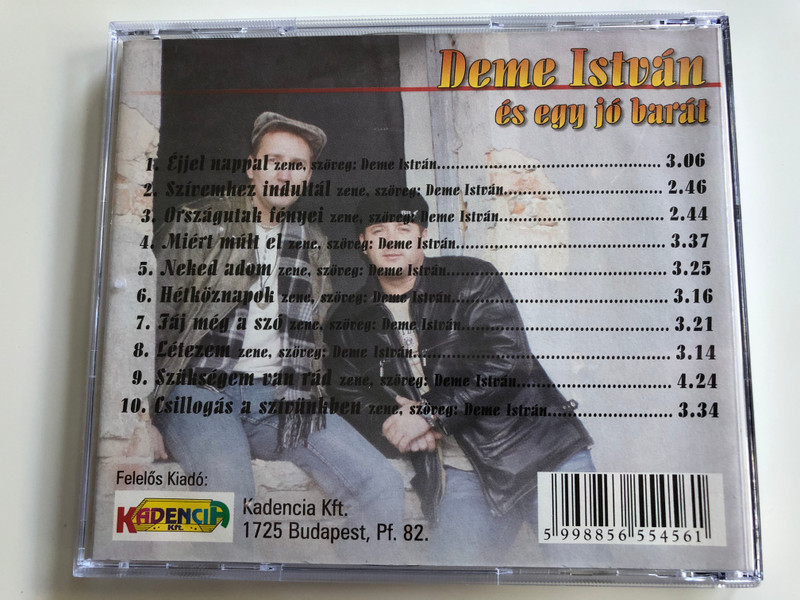 Deme István
és egy jó barát
1. Éjjel nappal zene, szöveg: Deme István........................................ 3.06
2. Szívemhez indultál zene, szöveg: Deme István............................. 2.46
3. Országutak fényei zene, szöveg: Deme István............................. 2.44
4. Miért múlt el zene, szöveg: Deme István..................................... 3.37
5. Neked adom zene, szöveg: Deme István...................................... 3.25
6. Hétköznapok zene, szöveg: Deme István..................................... 3.16
7. Fáj még a szó zene, szöveg: Deme István................................... 3.21
8. Létezem zene, szöveg: Deme István............................................ 3.14
9. Szükségem van rád zene, szöveg: Deme István.......................... 4.24
10. Csillogás a szívünkben zene, szöveg: Deme István..................... 3.34
Felelős Kiadó:
KADENCIA
Kft.
Kadencia Kft.
1725 Budapest, Pf. 82.
5 998856 554561